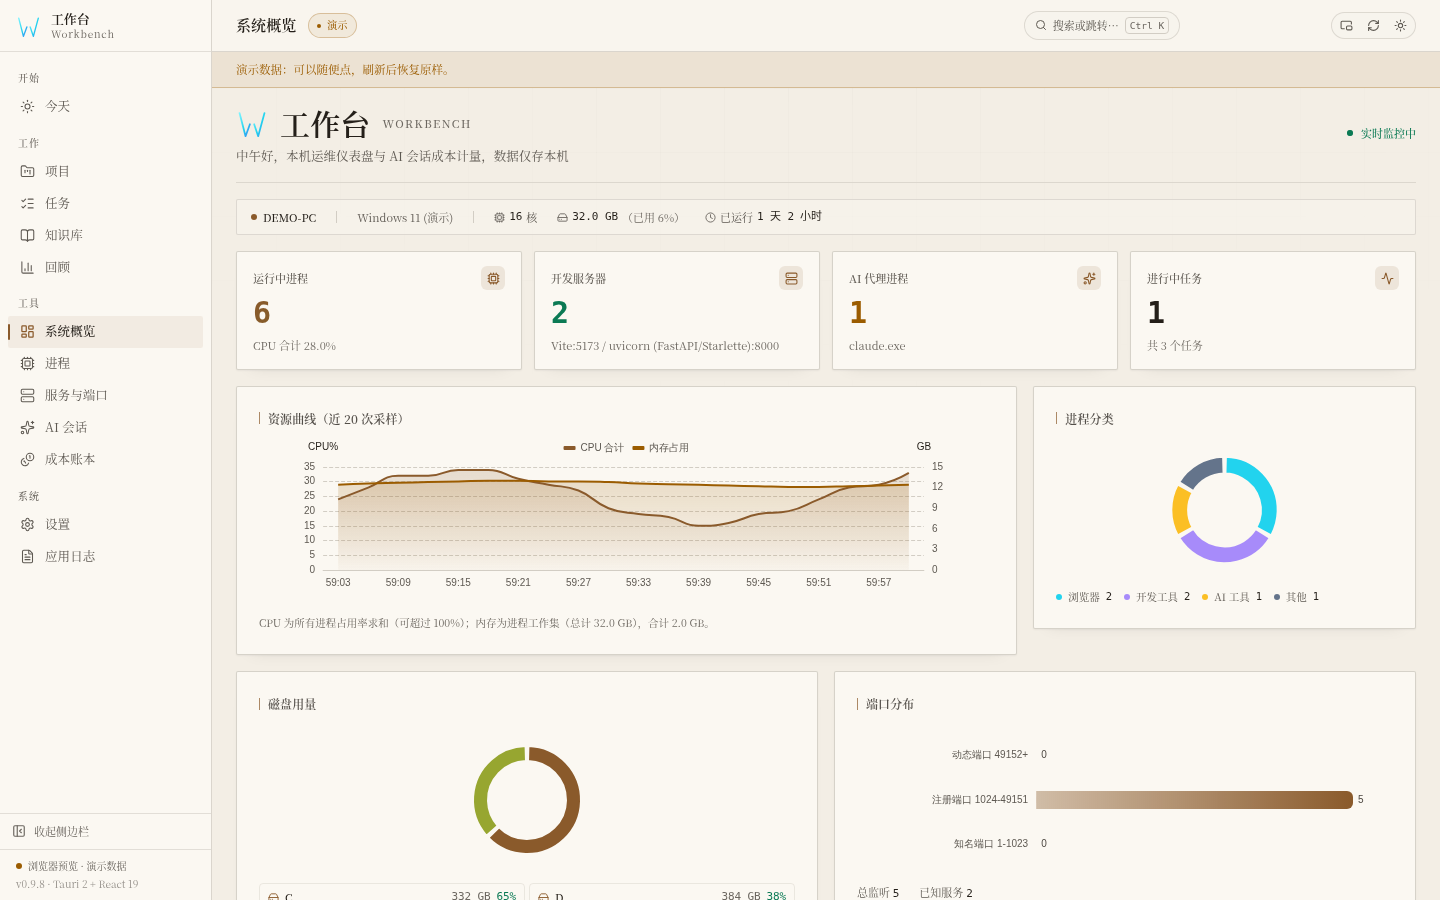 工作台
Workbench
开始
今天
工作
项目
任务
知识库
回顾
工具
系统概览
进程
服务与端口
AI 会话
成本账本
系统
设置
应用日志
收起侧边栏
浏览器预览 · 演示数据
v0.9.8 · Tauri 2 + React 19
系统概览
演示
搜索或跳转… Ctrl K
演示数据：可以随便点，刷新后恢复原样。
工作台 WORKBENCH
中午好，本机运维仪表盘与 AI 会话成本计量，数据仅存本机
实时监控中
DEMO-PC Windows 11 (演示) 16 核 32.0 GB （已用 6%） 已运行 1 天 2 小时
运行中进程
6
CPU 合计 28.0%
开发服务器
2
Vite:5173 / uvicorn (FastAPI/Starlette):8000
AI 代理进程
1
claude.exe
进行中任务
1
共 3 个任务
资源曲线（近 20 次采样）
CPU% CPU 合计 内存占用 GB
35 15
30 12
25
20 9
15 6
10
5 3
0 0
59:03 59:09 59:15 59:21 59:27 59:33 59:39 59:45 59:51 59:57
CPU 为所有进程占用率求和（可超过 100%）；内存为进程工作集（总计 32.0 GB），合计 2.0 GB。
进程分类
浏览器 2 开发工具 2 AI 工具 1 其他 1
磁盘用量
C 332 GB 65%
D 384 GB 38%
端口分布
动态端口 49152+ 0
注册端口 1024-49151 5
知名端口 1-1023 0
总监听 5 已知服务 2